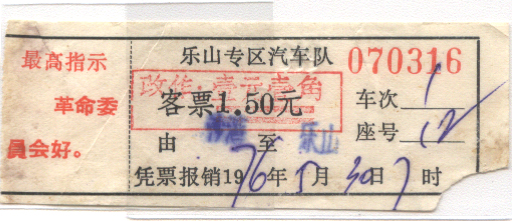 最高指示
革命委
员会好。
乐山专区汽车队
070316
改作:壹元壹角
客票1.50元
车次 1
由 至 乐山
座号 12
凭票报销1976年5月30日7时